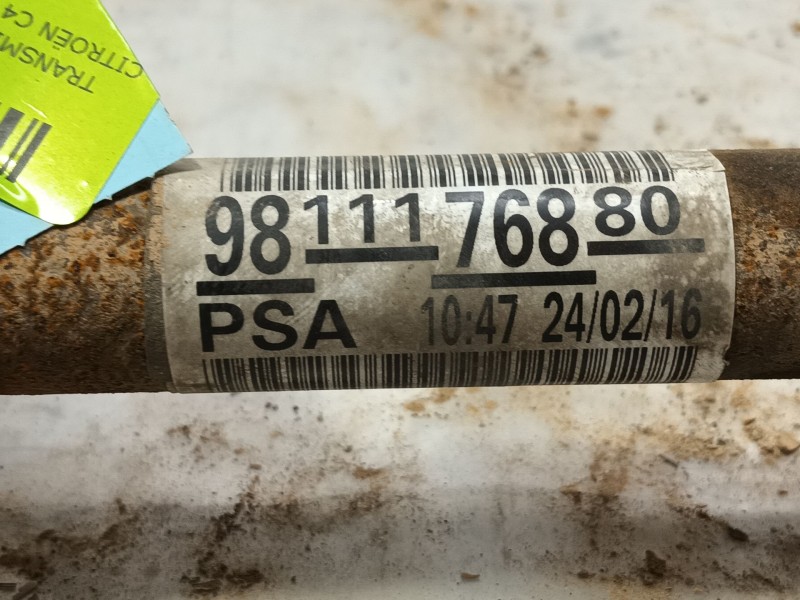 TRANSM
CITROËN C4
98 111 768 80
PSA 10:47 24/02/16